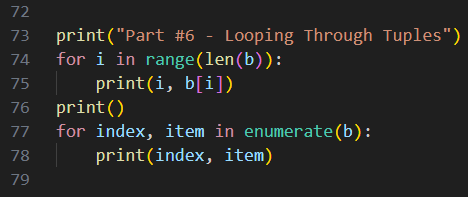 72
73 print("Part #6 - Looping Through Tuples")
74 for i in range(len(b)):
75     print(i, b[i])
76 print()
77 for index, item in enumerate(b):
78     print(index, item)
79